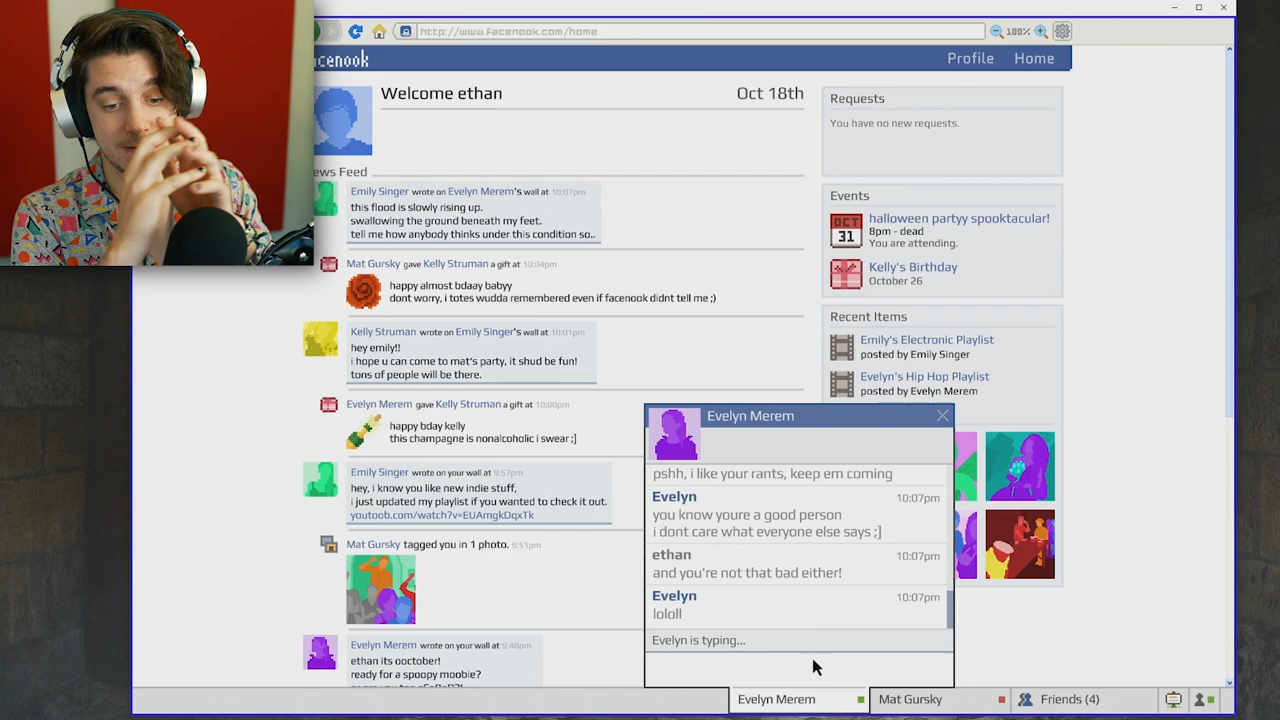 http://www.facenook.com/home
100%
cenook
Profile
Home
Welcome ethan
Oct 18th
ews Feed
Emily Singer wrote on Evelyn Merem's wall at 10:07pm
this flood is slowly rising up.
swallowing the ground beneath my feet.
tell me how anybody thinks under this condition so..
Mat Gursky gave Kelly Struman a gift at 10:04pm
happy almost bdaay babyy
dont worry, i totes wudda remembered even if facenook didnt tell me ;)
Kelly Struman wrote on Emily Singer's wall at 10:01pm
hey emily!!
i hope u can come to mat's party, it shud be fun!
tons of people will be there.
Evelyn Merem gave Kelly Struman a gift at 10:00pm
happy bday kelly
this champagne is nonalcoholic i swear ;]
Emily Singer wrote on your wall at 9:57pm
hey, i know you like new indie stuff,
i just updated my playlist if you wanted to check it out.
youtoob.com/watch?v=EUAmgkDqxTk
Mat Gursky tagged you in 1 photo. 9:51pm
Evelyn Merem wrote on your wall at 9:48pm
ethan its ooctober!
ready for a spoopy moobie?
Requests
You have no new requests.
Events
OCT
31
halloween partyy spooktacular!
8pm - dead
You are attending.
Kelly's Birthday
October 26
Recent Items
Emily's Electronic Playlist
posted by Emily Singer
Evelyn's Hip Hop Playlist
posted by Evelyn Merem
Evelyn Merem
pshh, i like your rants, keep em coming
Evelyn 10:07pm
you know youre a good person
i dont care what everyone else says ;]
ethan 10:07pm
and you're not that bad either!
Evelyn 10:07pm
lololl
Evelyn is typing...
Evelyn Merem
Mat Gursky
Friends (4)